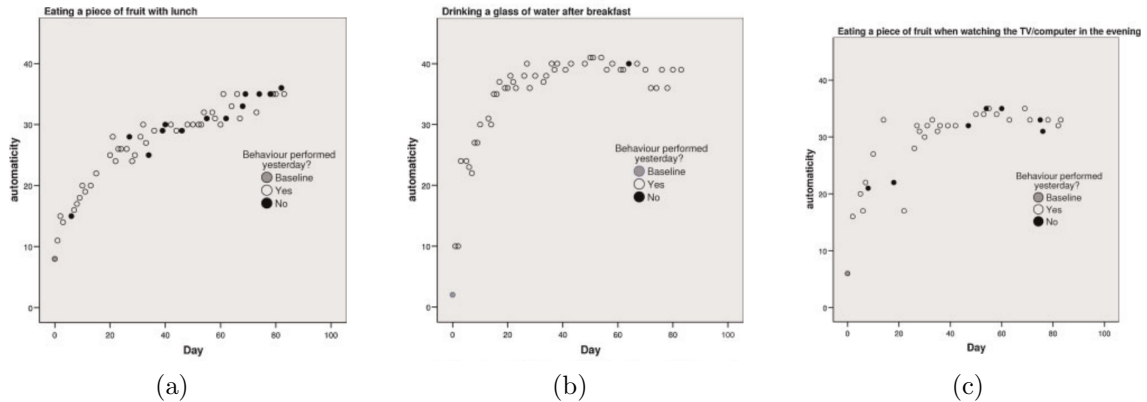 Eating a piece of fruit with lunch
automaticity
40
30
20
10
0
0 20 40 60 80 100
Day
Behaviour performed
yesterday?
Baseline
Yes
No
(a)
Drinking a glass of water after breakfast
automaticity
40
30
20
10
0
0 20 40 60 80 100
Day
Behaviour performed
yesterday?
Baseline
Yes
No
(b)
Eating a piece of fruit when watching the TV/computer in the evening
automaticity
40
30
20
10
0
0 20 40 60 80 100
Day
Behaviour performed
yesterday?
Baseline
Yes
No
(c)